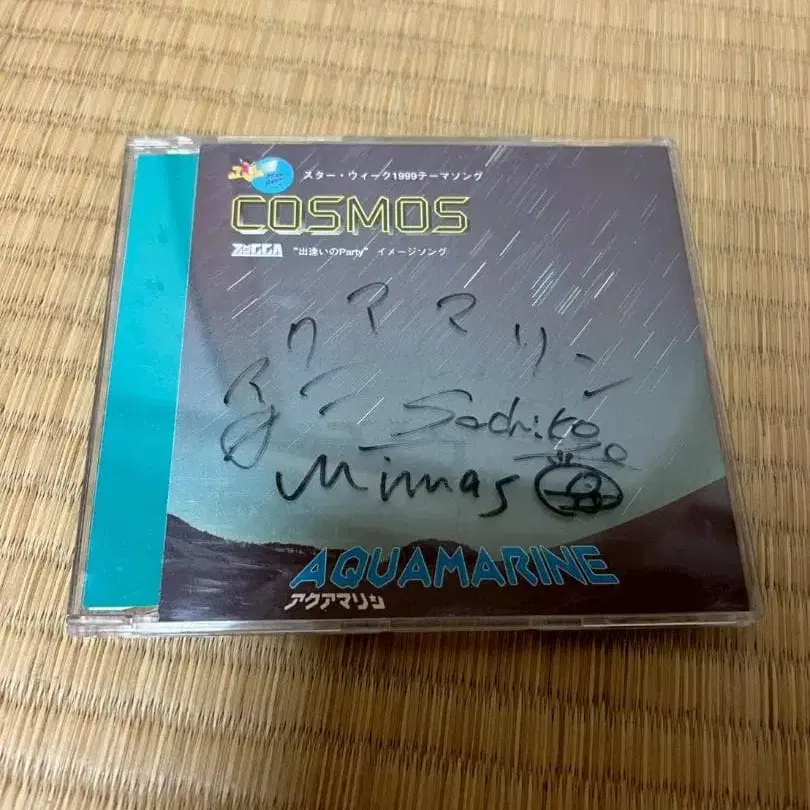 スター・ウィーク1999テーマソング
COSMOS
"出逢いのParty" イメージソング
アクアマリン
Sachiko
Mimas
AQUAMARINE
アクアマリン